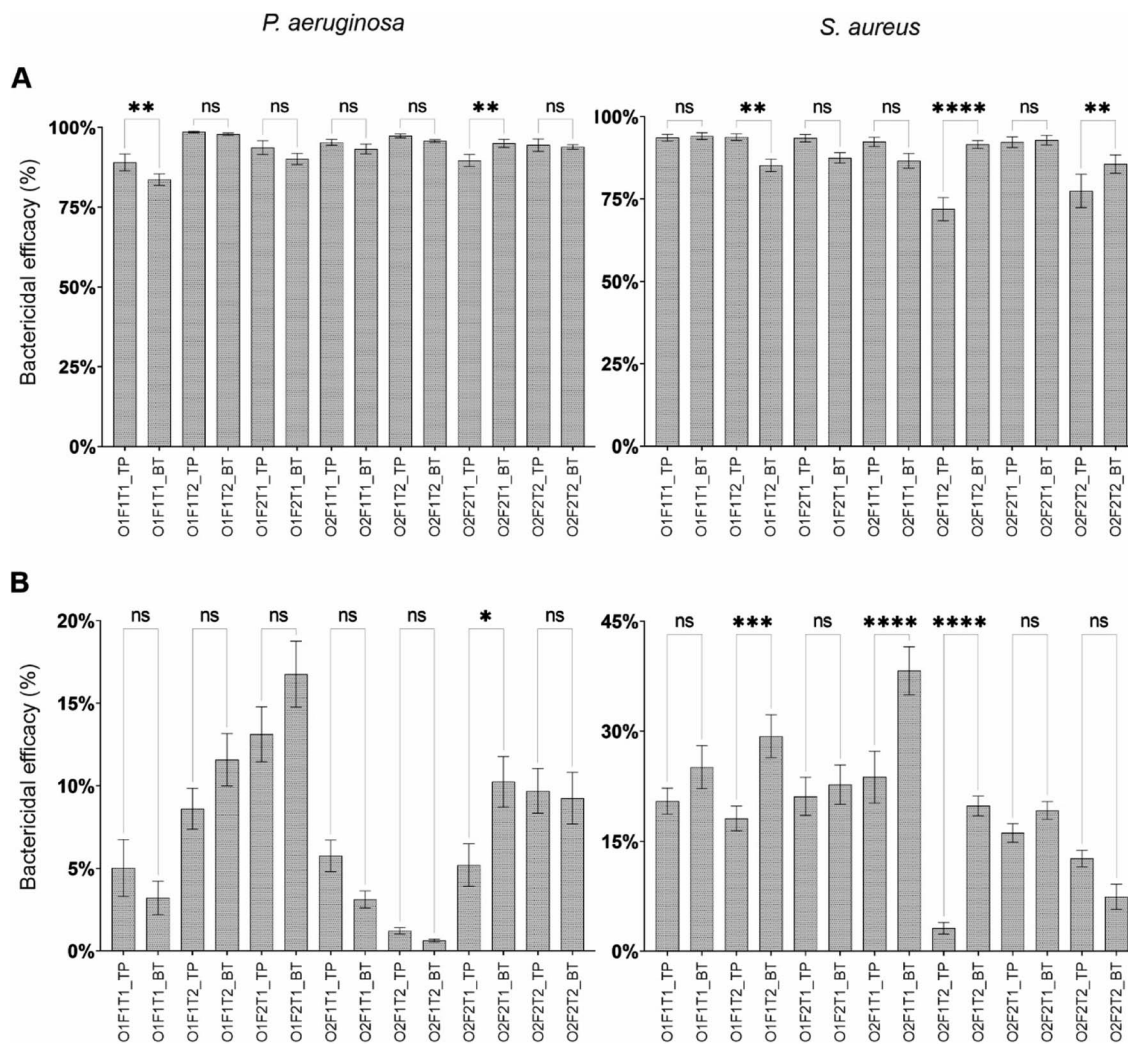 P. aeruginosa
S. aureus
A
Bactericidal efficacy (%)
100%
75%
50%
25%
0%
** ns ns ns ns ** ns
O1F1T1_TP
O1F1T1_BT
O1F1T2_TP
O1F1T2_BT
O1F2T1_TP
O1F2T1_BT
O2F1T1_TP
O2F1T1_BT
O2F1T2_TP
O2F1T2_BT
O2F2T1_TP
O2F2T1_BT
O2F2T2_TP
O2F2T2_BT
100%
75%
50%
25%
0%
ns ** ns ns **** ns **
O1F1T1_TP
O1F1T1_BT
O1F1T2_TP
O1F1T2_BT
O1F2T1_TP
O1F2T1_BT
O2F1T1_TP
O2F1T1_BT
O2F1T2_TP
O2F1T2_BT
O2F2T1_TP
O2F2T1_BT
O2F2T2_TP
O2F2T2_BT
B
Bactericidal efficacy (%)
20%
15%
10%
5%
0%
ns ns ns ns ns * ns
O1F1T1_TP
O1F1T1_BT
O1F1T2_TP
O1F1T2_BT
O1F2T1_TP
O1F2T1_BT
O2F1T1_TP
O2F1T1_BT
O2F1T2_TP
O2F1T2_BT
O2F2T1_TP
O2F2T1_BT
O2F2T2_TP
O2F2T2_BT
45%
30%
15%
0%
ns *** ns **** **** ns ns
O1F1T1_TP
O1F1T1_BT
O1F1T2_TP
O1F1T2_BT
O1F2T1_TP
O1F2T1_BT
O2F1T1_TP
O2F1T1_BT
O2F1T2_TP
O2F1T2_BT
O2F2T1_TP
O2F2T1_BT
O2F2T2_TP
O2F2T2_BT